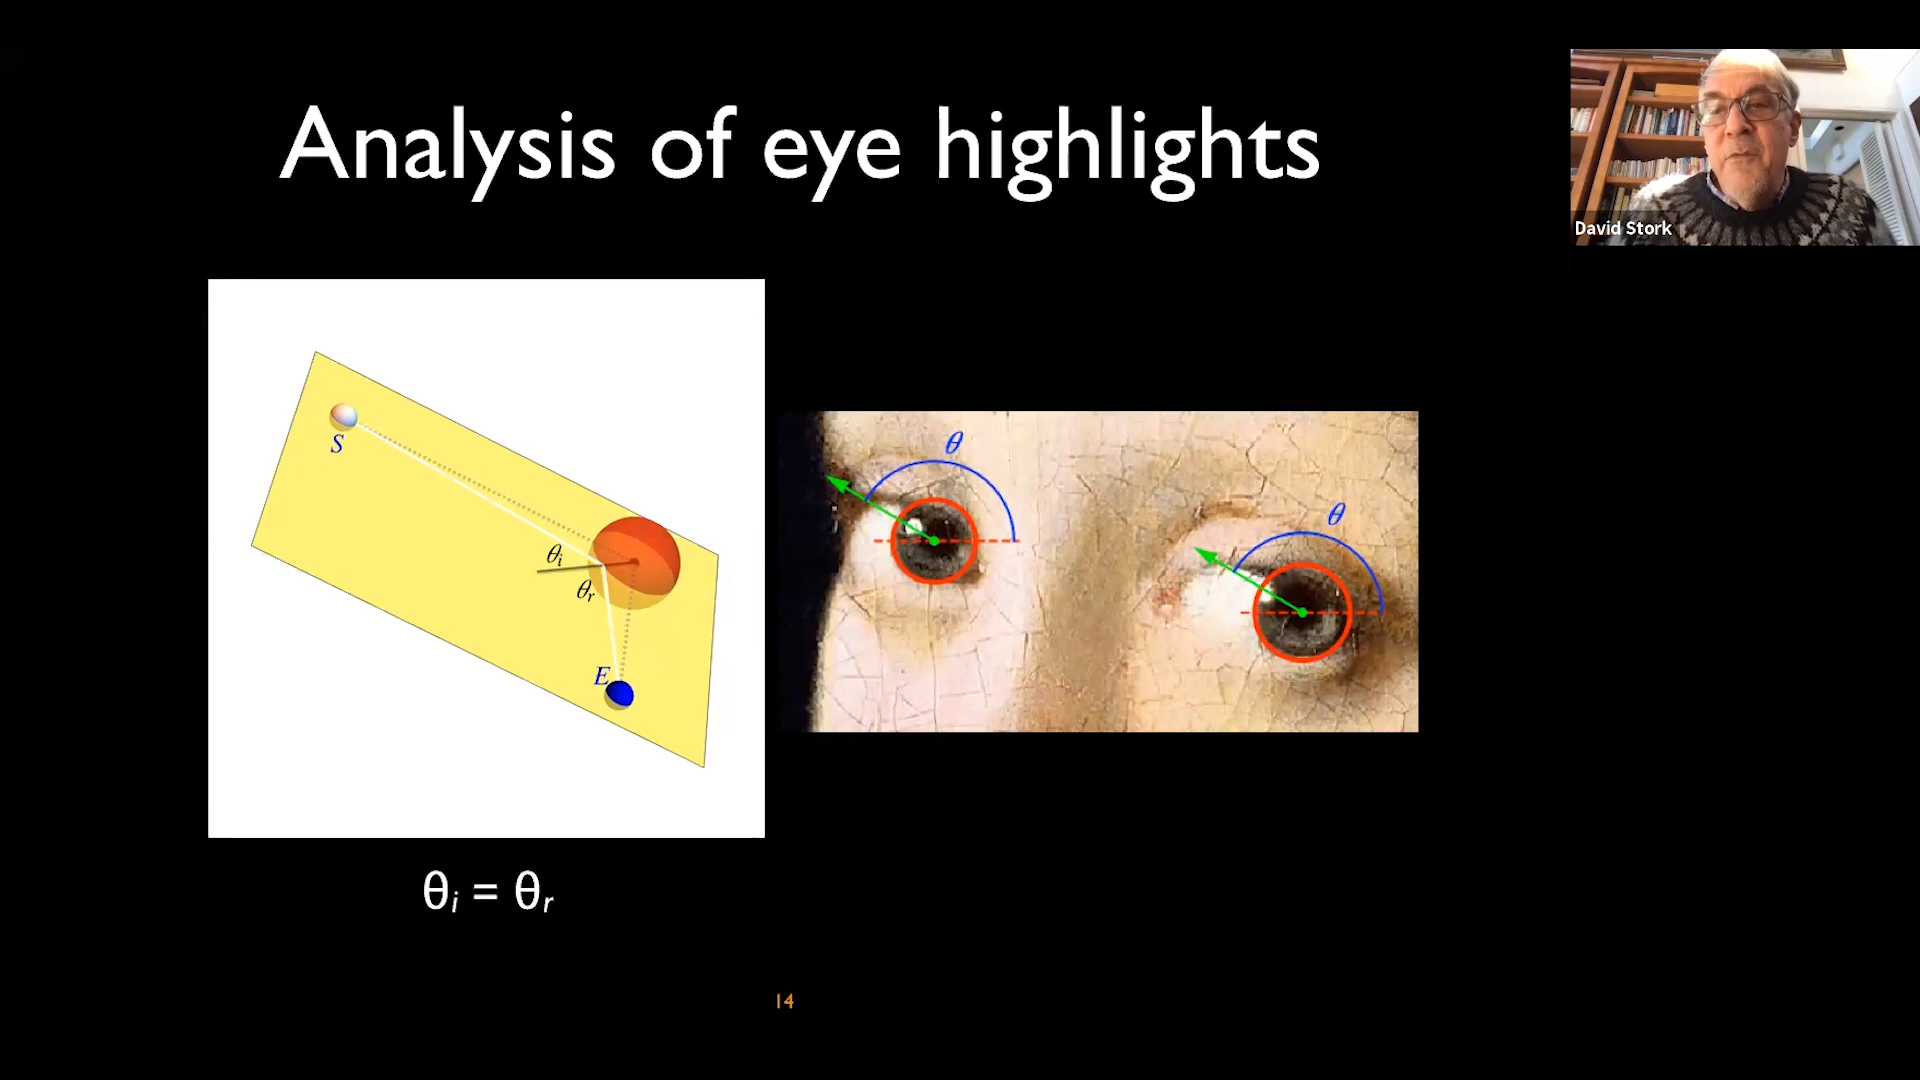 Analysis of eye highlights
David Stork
S
θi
θr
E
θ
θ
θi = θr
14